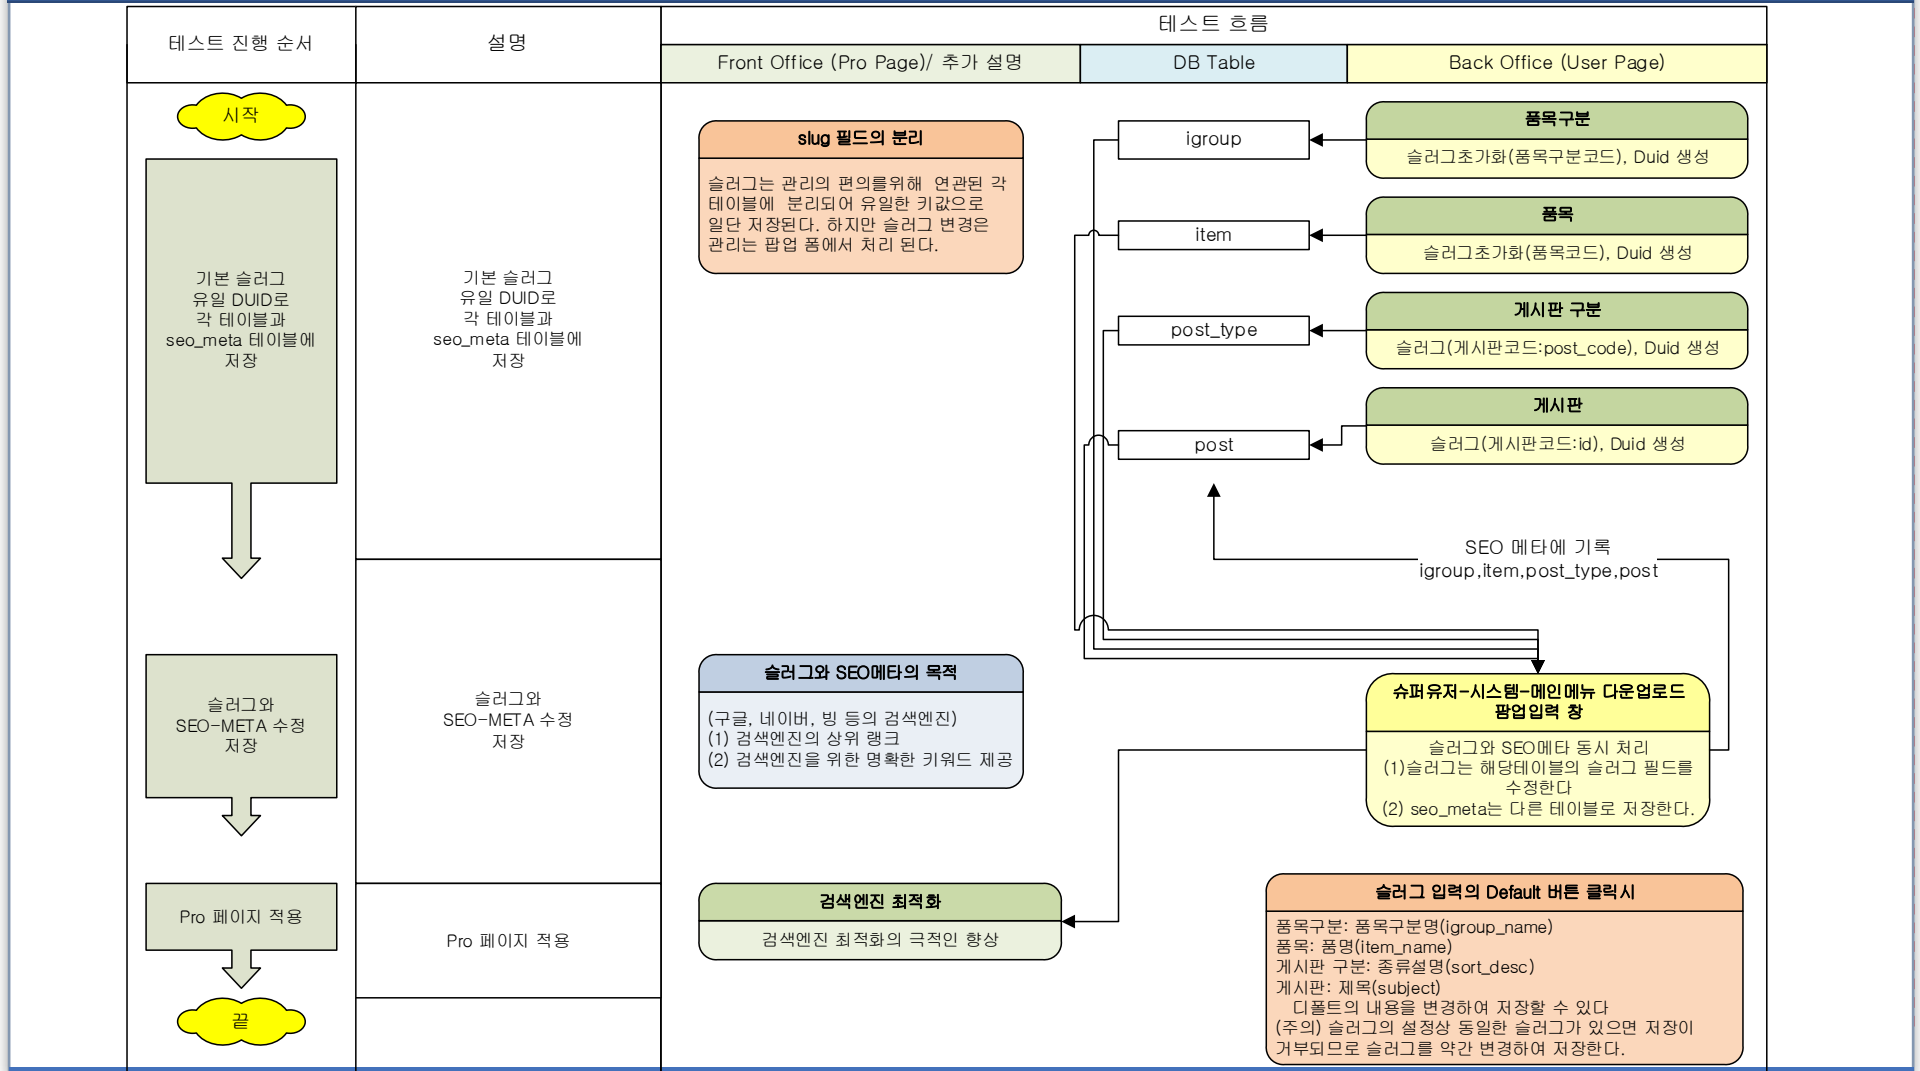 테스트 진행 순서
설명
테스트 흐름
Front Office (Pro Page)/ 추가 설명
DB Table
Back Office (User Page)
시작
기본 슬러그
유일 DUID로
각 테이블과
seo_meta 테이블에
저장
기본 슬러그
유일 DUID로
각 테이블과
seo_meta 테이블에
저장
slug 필드의 분리
슬러그는 관리의 편의를위해  연관된 각
테이블에  분리되어 유일한 키값으로
일단 저장된다. 하지만 슬러그 변경은
관리는 팝업 폼에서 처리 된다.
igroup
품목구분
슬러그초가화(품목구분코드), Duid 생성
item
품목
슬러그초가화(품목코드), Duid 생성
post_type
게시판 구분
슬러그(게시판코드:post_code), Duid 생성
post
게시판
슬러그(게시판코드:id), Duid 생성
SEO 메타에 기록
igroup,item,post_type,post
슬러그와
SEO-META 수정
저장
슬러그와
SEO-META 수정
저장
슬러그와 SEO메타의 목적
(구글, 네이버, 빙 등의 검색엔진)
(1) 검색엔진의 상위 랭크
(2) 검색엔진을 위한 명확한 키워드 제공
슈퍼유저-시스템-메인메뉴 다운업로드
팜업입력 창
슬러그와 SEO메타 동시 처리
(1)슬러그는 해당테이블의 슬러그 필드를
수정한다
(2) seo_meta는 다른 테이블로 저장한다.
Pro 페이지 적용
Pro 페이지 적용
검색엔진 최적화
검색엔진 최적화의 극적인 향상
슬러그 입력의 Default 버튼 클릭시
품목구분: 품목구분명(igroup_name)
품목: 품명(item_name)
게시판 구분: 종류설명(sort_desc)
게시판: 제목(subject)
디폴트의 내용을 변경하여 저장할 수 있다
(주의) 슬러그의 설정상 동일한 슬러그가 있으면 저장이
거부되므로 슬러그를 약간 변경하여 저장한다.
끝